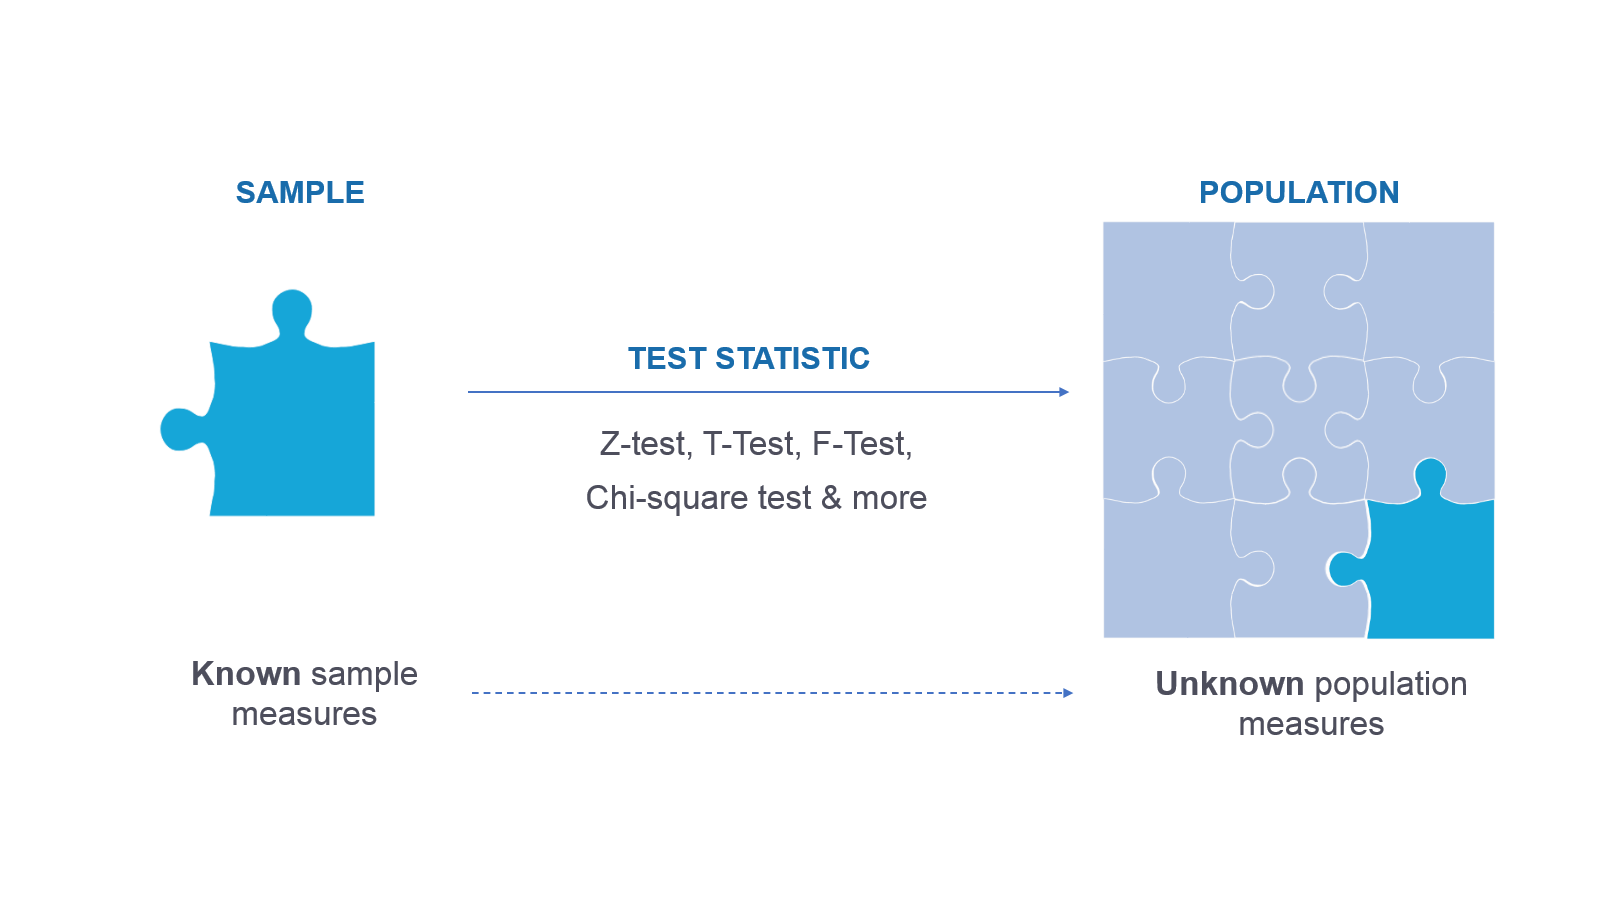 SAMPLE
POPULATION
TEST STATISTIC
Z-test, T-Test, F-Test,
Chi-square test & more
Known sample
measures
Unknown population
measures